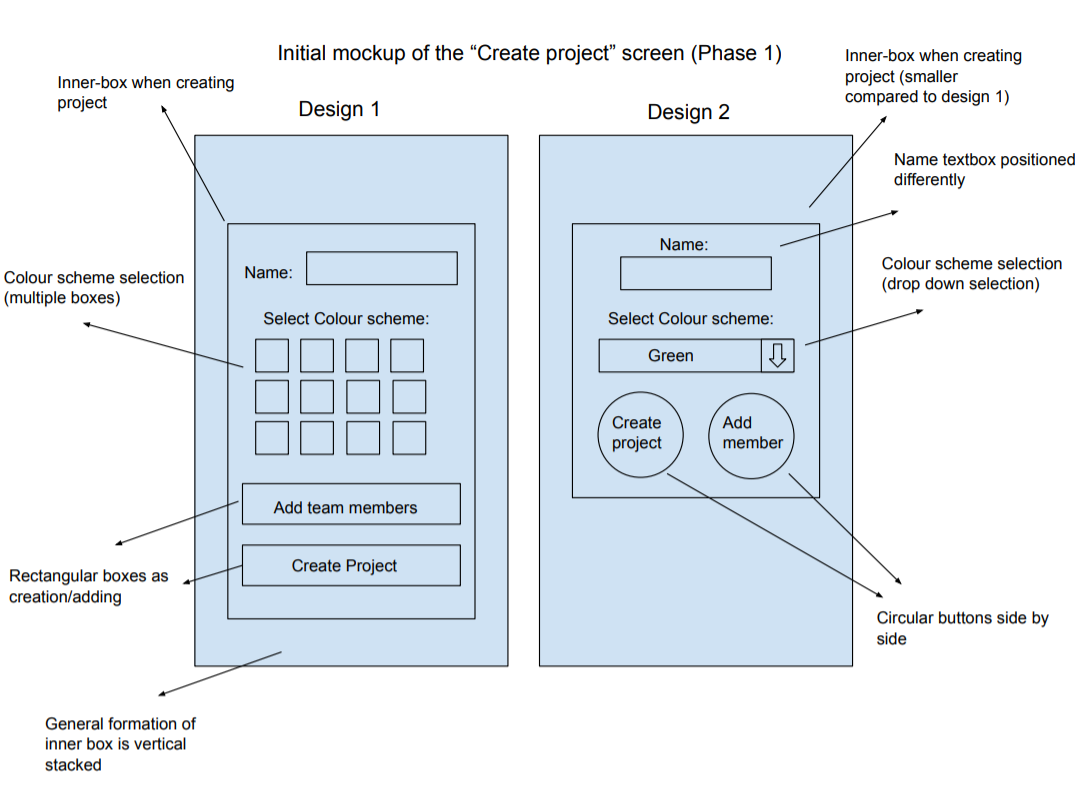 Initial mockup of the “Create project” screen (Phase 1)
Inner-box when creating
project
Design 1
Name:
Colour scheme selection
(multiple boxes)
Select Colour scheme:
Add team members
Create Project
Rectangular boxes as
creation/adding
General formation of
inner box is vertical
stacked
Design 2
Inner-box when creating
project (smaller
compared to design 1)
Name textbox positioned
differently
Name:
Colour scheme selection
(drop down selection)
Select Colour scheme:
Green
Create
project
Add
member
Circular buttons side by
side